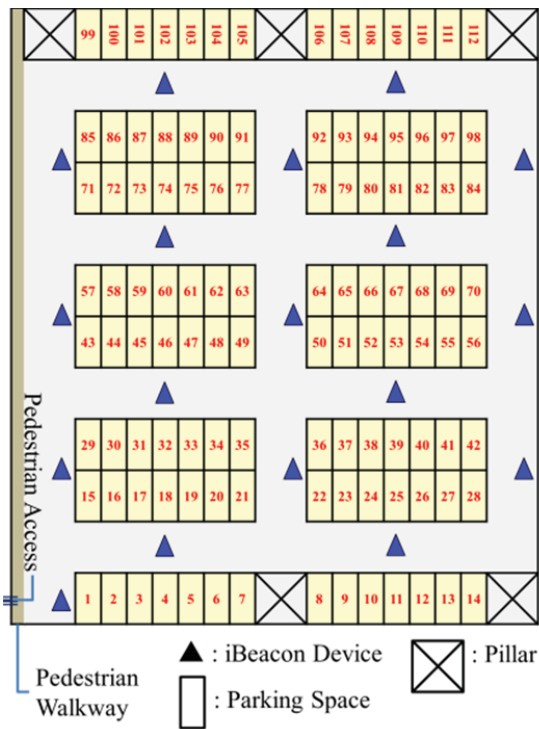 99 100 101 102 103 104 105 106 107 108 109 110 111 112
85 86 87 88 89 90 91 92 93 94 95 96 97 98
71 72 73 74 75 76 77 78 79 80 81 82 83 84
57 58 59 60 61 62 63 64 65 66 67 68 69 70
43 44 45 46 47 48 49 50 51 52 53 54 55 56
29 30 31 32 33 34 35 36 37 38 39 40 41 42
15 16 17 18 19 20 21 22 23 24 25 26 27 28
Pedestrian Access
1 2 3 4 5 6 7 8 9 10 11 12 13 14
Pedestrian
Walkway
: iBeacon Device
: Pillar
: Parking Space